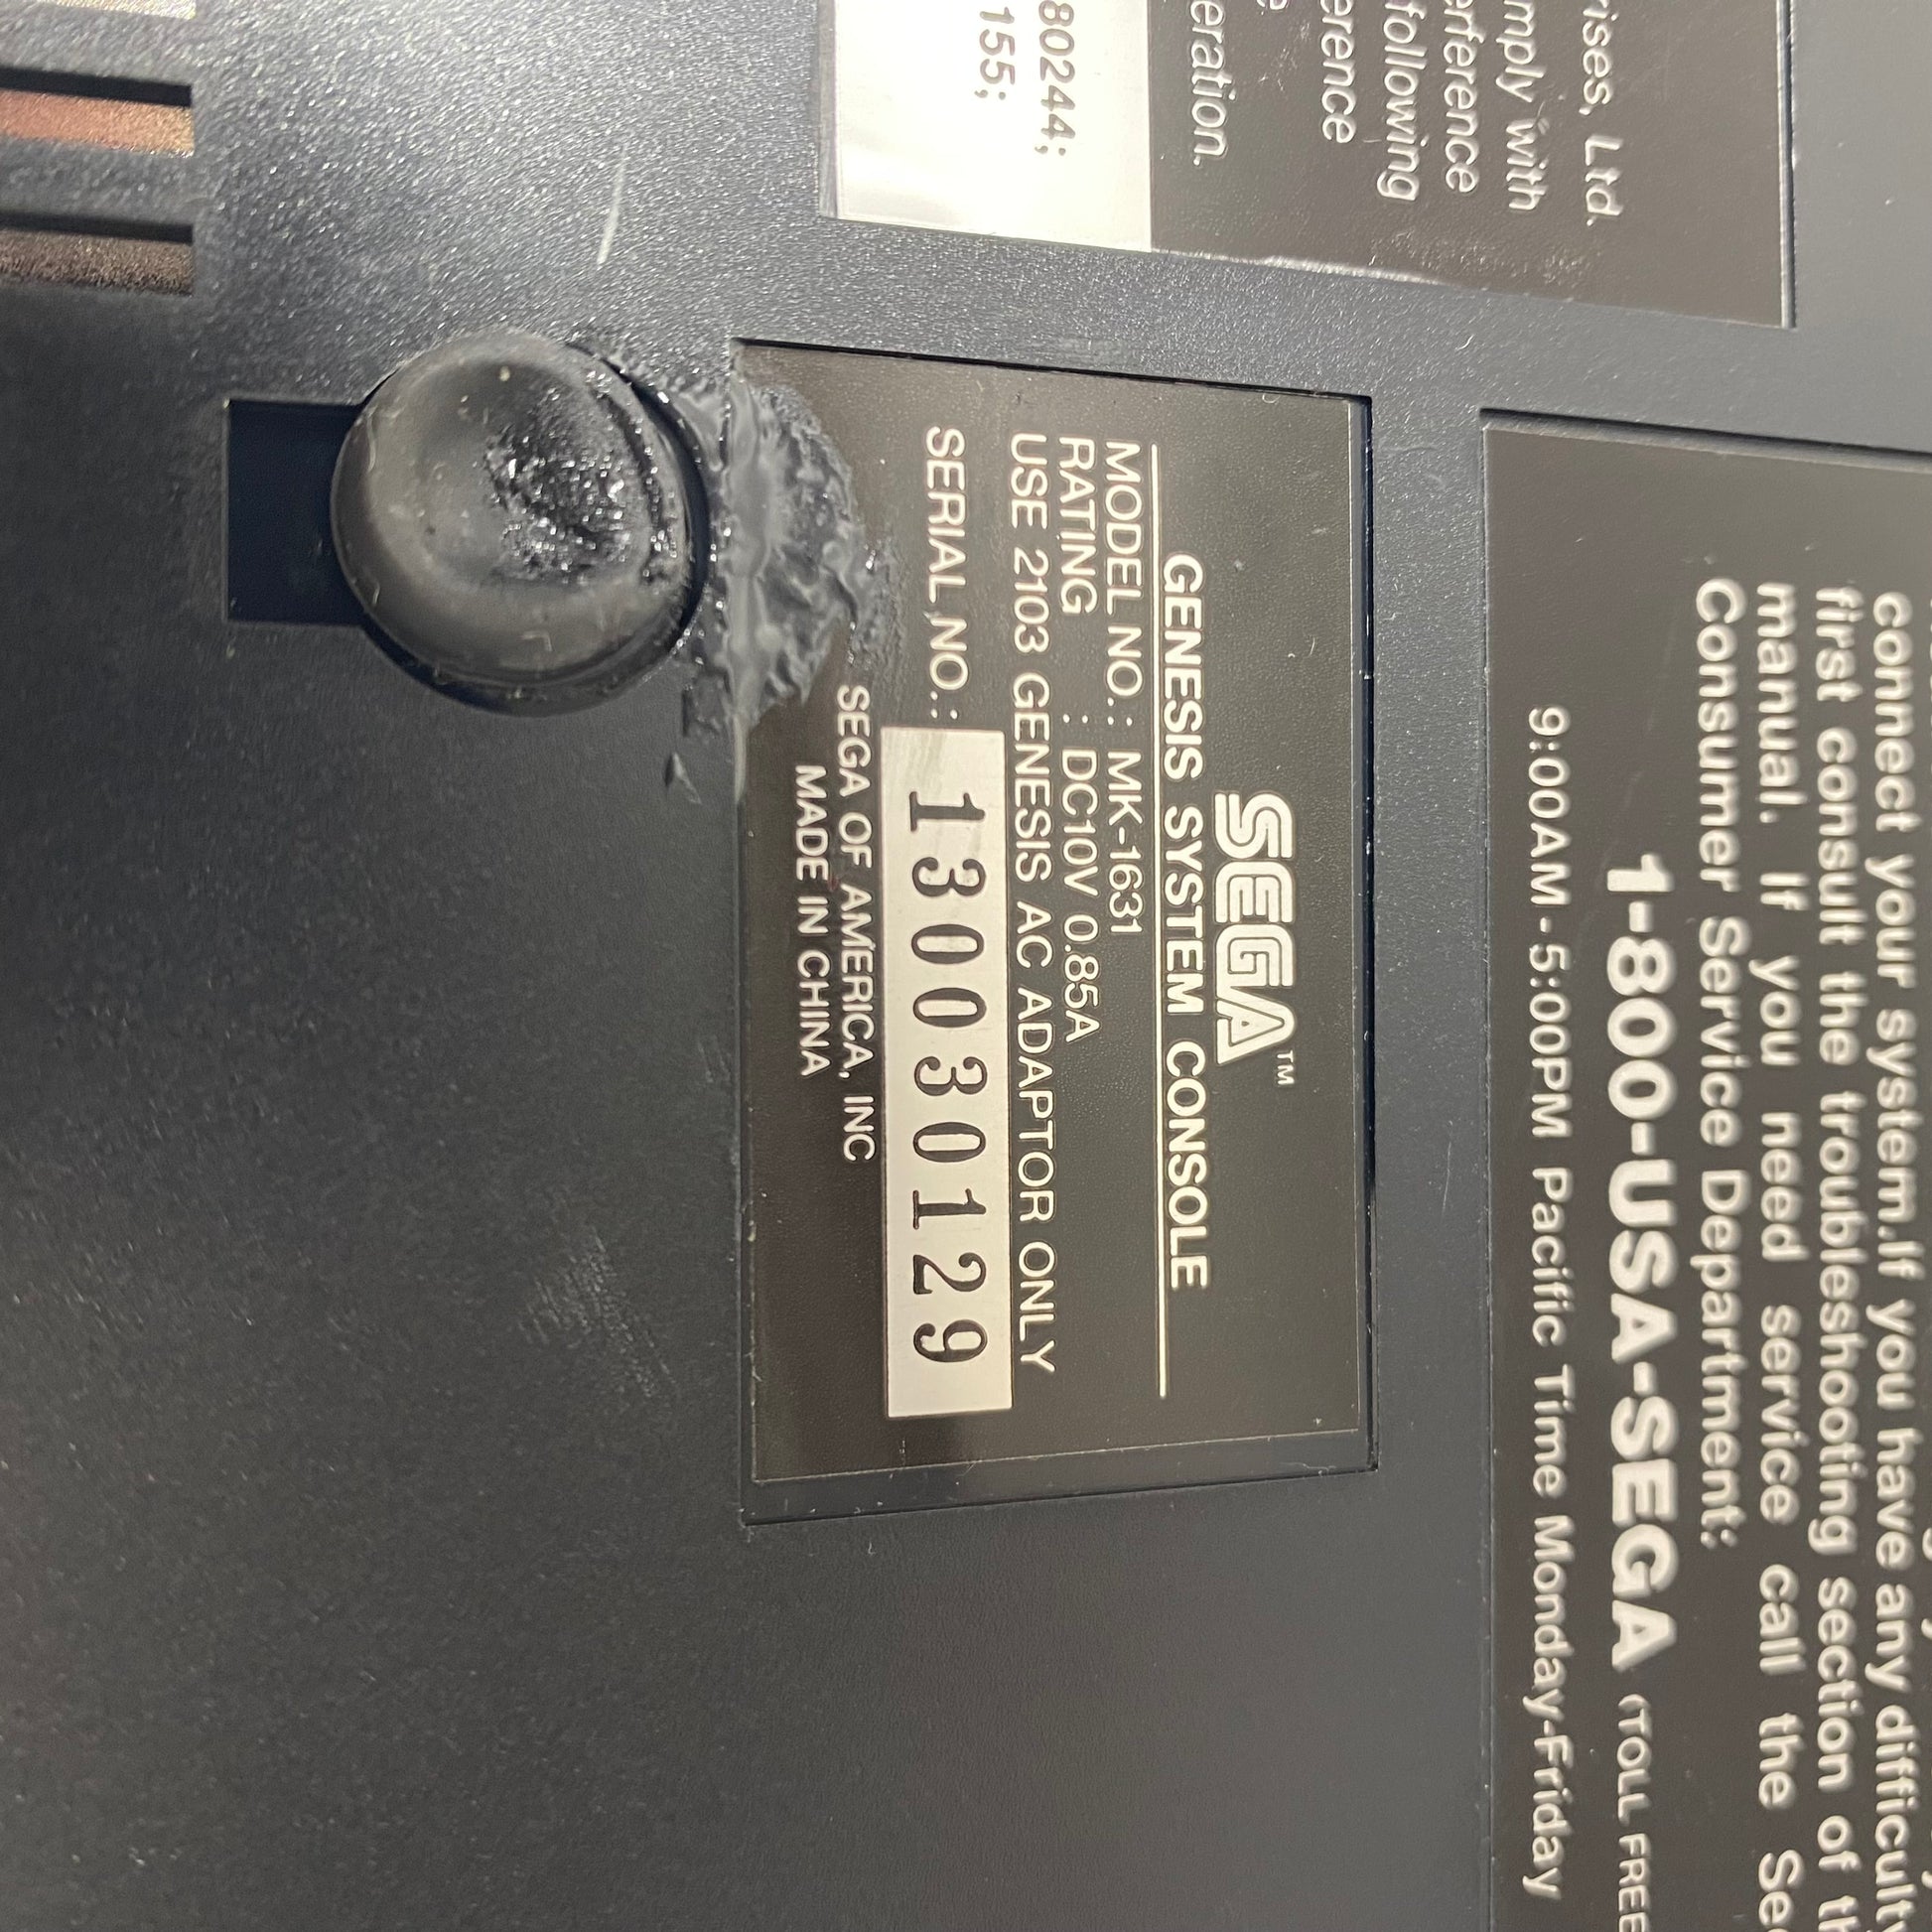 rises, Ltd.
mply with
erference
following
erence
e
eration.
80244;
155;
SEGA™
GENESIS SYSTEM CONSOLE
MODEL NO. : MK-1631
RATING : DC10V 0.85A
USE 2103 GENESIS AC ADAPTOR ONLY
SERIAL,NO. : 130030129
SEGA OF AMERICA, INC
MADE IN CHINA
connect your system.If you have any difficulty
first consult the troubleshooting section of th
manual. If you need service call the Se
Consumer Service Department:
1-800-USA-SEGA (TOLL FREE
9:00AM-5:00PM Pacific Time Monday-Friday